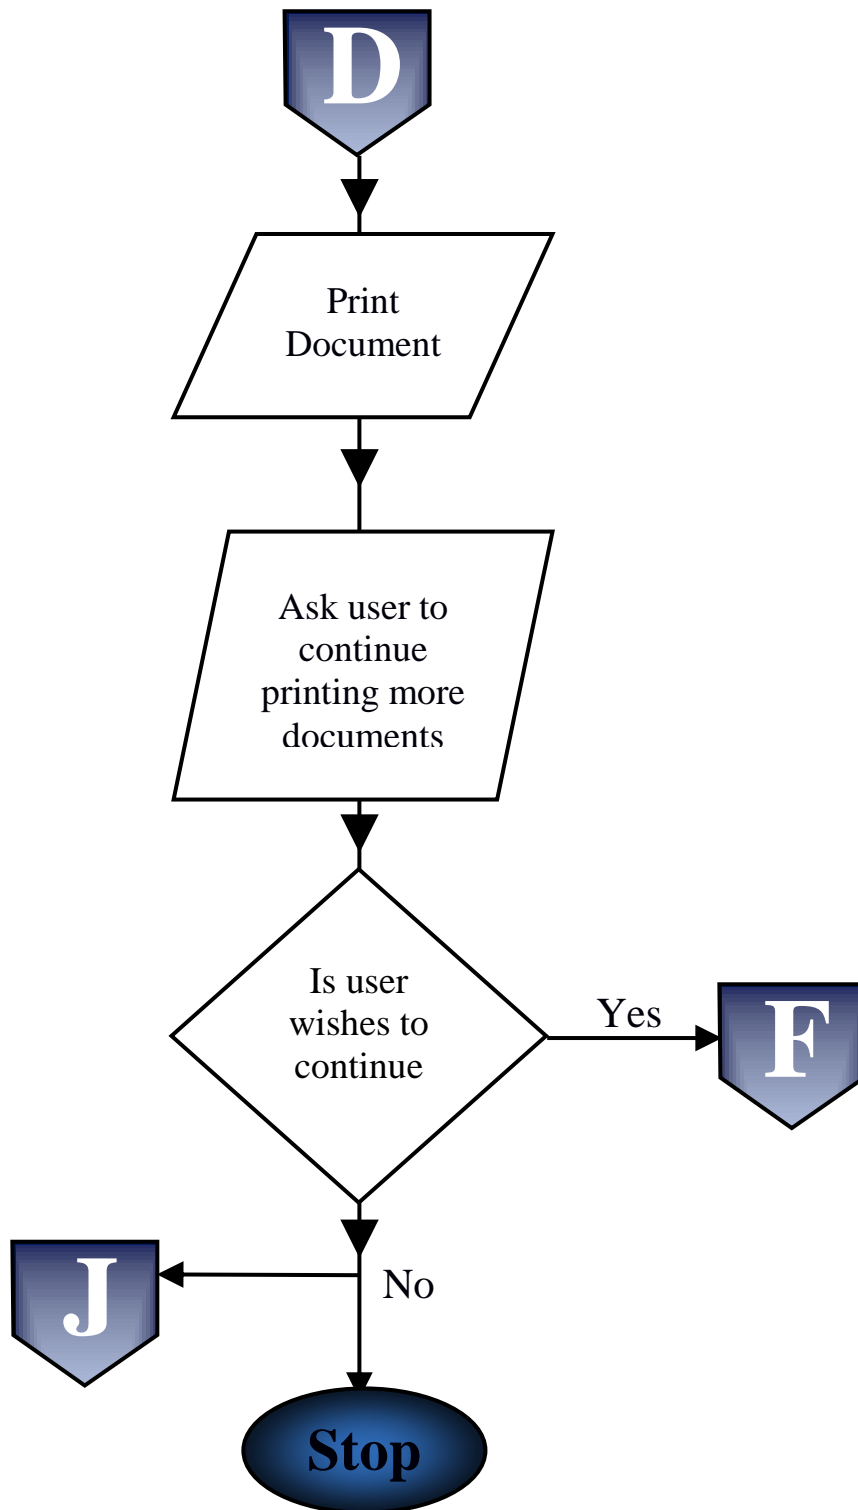 D
Print
Document
Ask user to
continue
printing more
documents
Is user
wishes to
continue
Yes
F
J
No
Stop